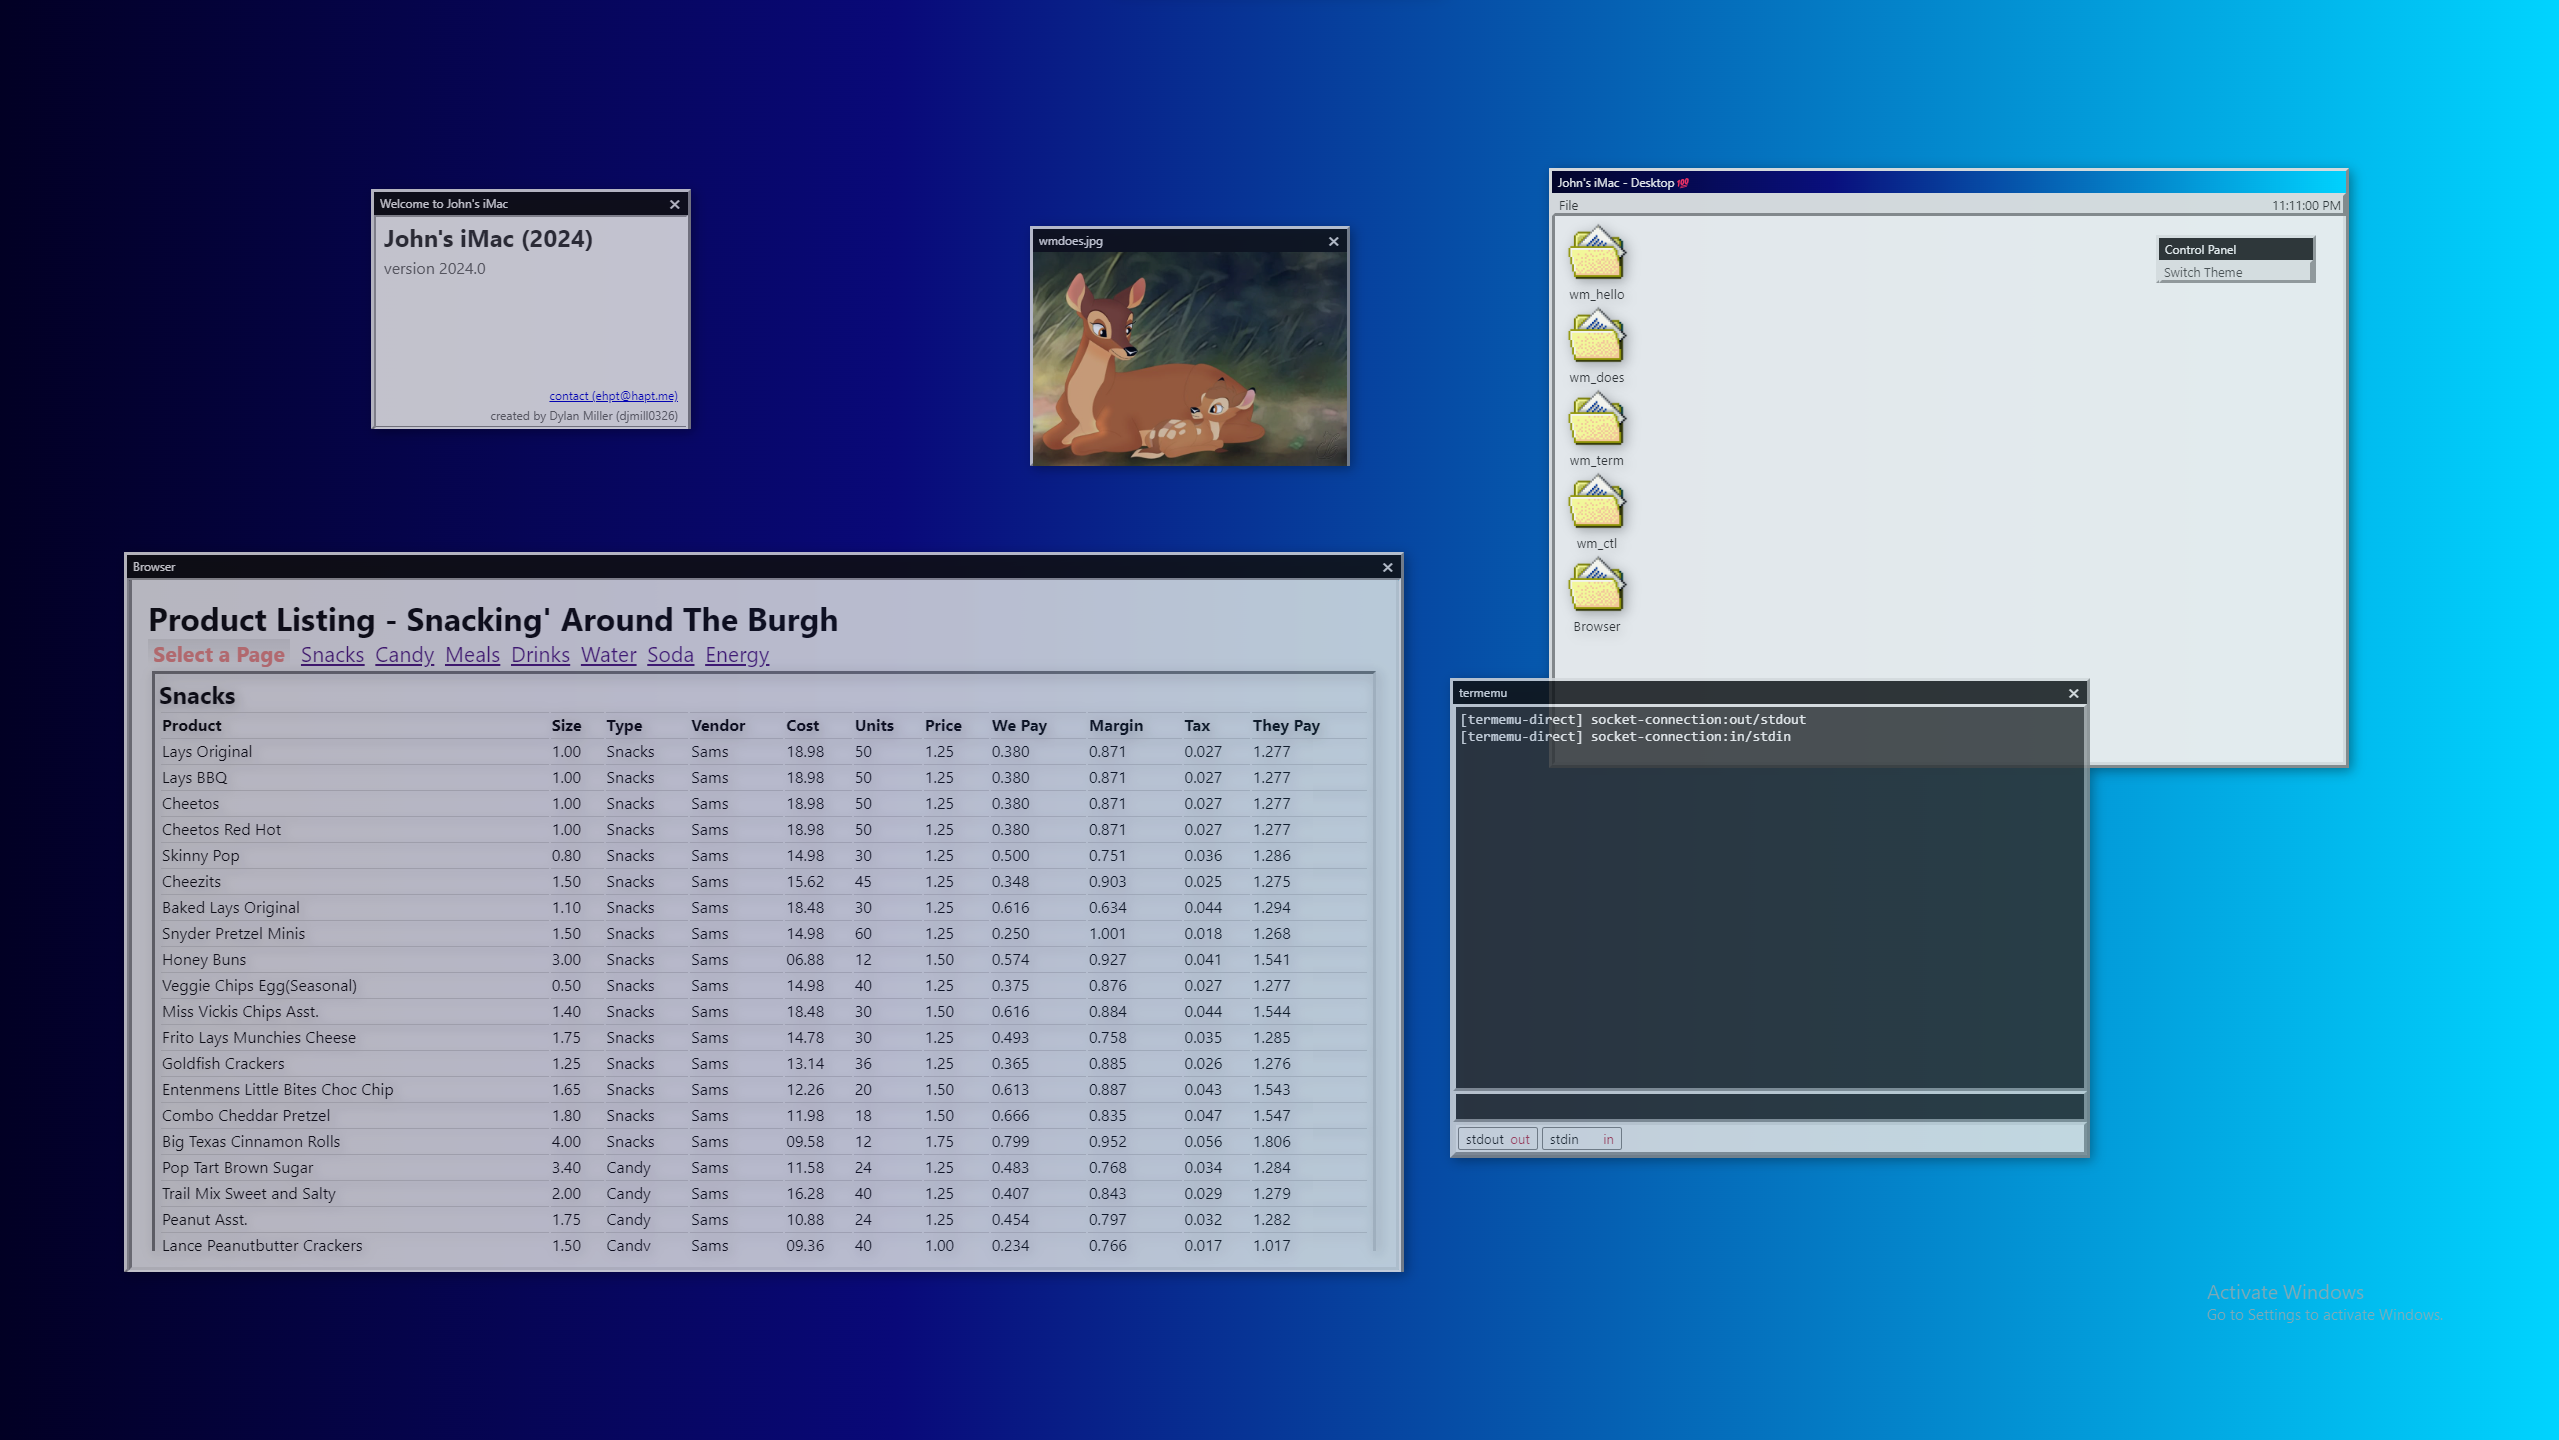 Welcome to John's iMac
John's iMac (2024)
version 2024.0
contact (ehpt@hapt.me)
created by Dylan Miller (djmill0326)
wmdoes.jpg
John's iMac - Desktop 💯
File 11:11:00 PM
wm_hello
wm_does
wm_term
wm_ctl
Browser
Control Panel
Switch Theme
Browser
Product Listing - Snacking' Around The Burgh
Select a Page Snacks Candy Meals Drinks Water Soda Energy
Snacks
Product Size Type Vendor Cost Units Price We Pay Margin Tax They Pay
Lays Original 1.00 Snacks Sams 18.98 50 1.25 0.380 0.871 0.027 1.277
Lays BBQ 1.00 Snacks Sams 18.98 50 1.25 0.380 0.871 0.027 1.277
Cheetos 1.00 Snacks Sams 18.98 50 1.25 0.380 0.871 0.027 1.277
Cheetos Red Hot 1.00 Snacks Sams 18.98 50 1.25 0.380 0.871 0.027 1.277
Skinny Pop 0.80 Snacks Sams 14.98 30 1.25 0.500 0.751 0.036 1.286
Cheezits 1.50 Snacks Sams 15.62 45 1.25 0.348 0.903 0.025 1.275
Baked Lays Original 1.10 Snacks Sams 18.48 30 1.25 0.616 0.634 0.044 1.294
Snyder Pretzel Minis 1.50 Snacks Sams 14.98 60 1.25 0.250 1.001 0.018 1.268
Honey Buns 3.00 Snacks Sams 06.88 12 1.50 0.574 0.927 0.041 1.541
Veggie Chips Egg(Seasonal) 0.50 Snacks Sams 14.98 40 1.25 0.375 0.876 0.027 1.277
Miss Vickis Chips Asst. 1.40 Snacks Sams 18.48 30 1.50 0.616 0.884 0.044 1.544
Frito Lays Munchies Cheese 1.75 Snacks Sams 14.78 30 1.25 0.493 0.758 0.035 1.285
Goldfish Crackers 1.25 Snacks Sams 13.14 36 1.25 0.365 0.885 0.026 1.276
Entenmens Little Bites Choc Chip 1.65 Snacks Sams 12.26 20 1.50 0.613 0.887 0.043 1.543
Combo Cheddar Pretzel 1.80 Snacks Sams 11.98 18 1.50 0.666 0.835 0.047 1.547
Big Texas Cinnamon Rolls 4.00 Snacks Sams 09.58 12 1.75 0.799 0.952 0.056 1.806
Pop Tart Brown Sugar 3.40 Candy Sams 11.58 24 1.25 0.483 0.768 0.034 1.284
Trail Mix Sweet and Salty 2.00 Candy Sams 16.28 40 1.25 0.407 0.843 0.029 1.279
Peanut Asst. 1.75 Candy Sams 10.88 24 1.25 0.454 0.797 0.032 1.282
Lance Peanutbutter Crackers 1.50 Candy Sams 09.36 40 1.00 0.234 0.766 0.017 1.017
termemu
[termemu-direct] socket-connection:out/stdout
[termemu-direct] socket-connection:in/stdin
stdout out stdin in
Activate Windows
Go to Settings to activate Windows.